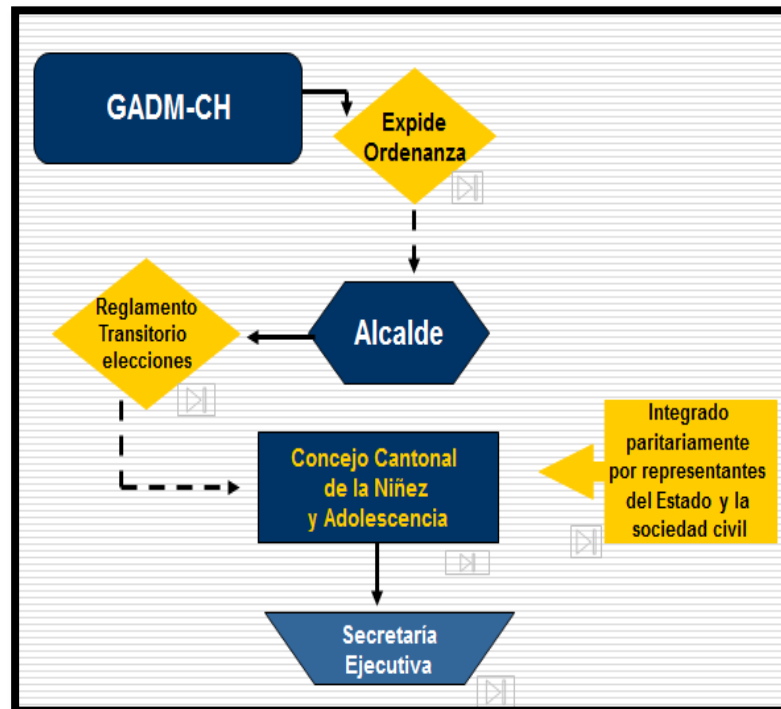 GADM-CH
Expide
Ordenanza
Alcalde
Reglamento
Transitorio
elecciones
Concejo Cantonal
de la Niñez
y Adolescencia
Integrado
paritariamente
por representantes
del Estado y la
sociedad civil
Secretaría
Ejecutiva